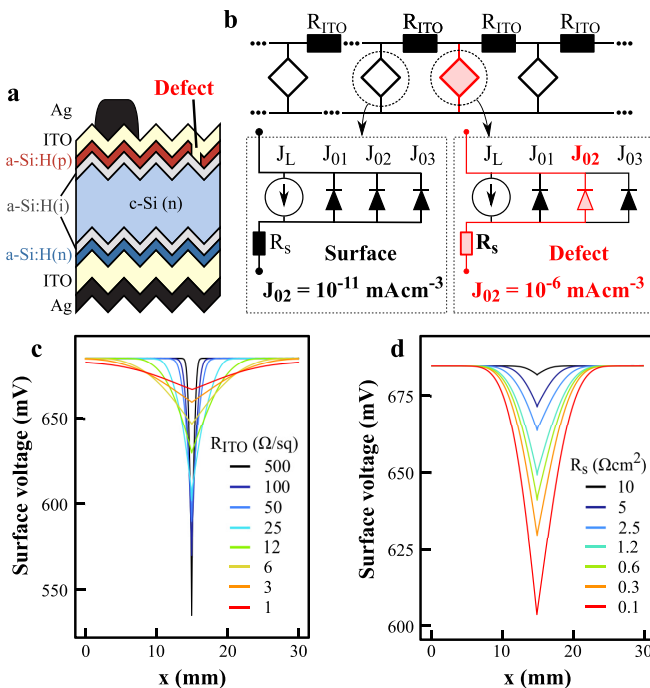 a
Defect
Ag
ITO
a-Si:H(p)
a-Si:H(i)
c-Si (n)
a-Si:H(n)
ITO
Ag
b
R_ITO R_ITO R_ITO R_ITO
J_L J_01 J_02 J_03
R_s
Surface
J_02 = 10^-11 mAcm^-3
J_L J_01 J_02 J_03
R_s
Defect
J_02 = 10^-6 mAcm^-3
c
Surface voltage (mV)
650
600
550
R_ITO (Ω/sq)
500
100
50
25
12
6
3
1
0 10 20 30
x (mm)
d
Surface voltage (mV)
675
650
625
600
R_s (Ωcm^2)
10
5
2.5
1.2
0.6
0.3
0.1
0 10 20 30
x (mm)